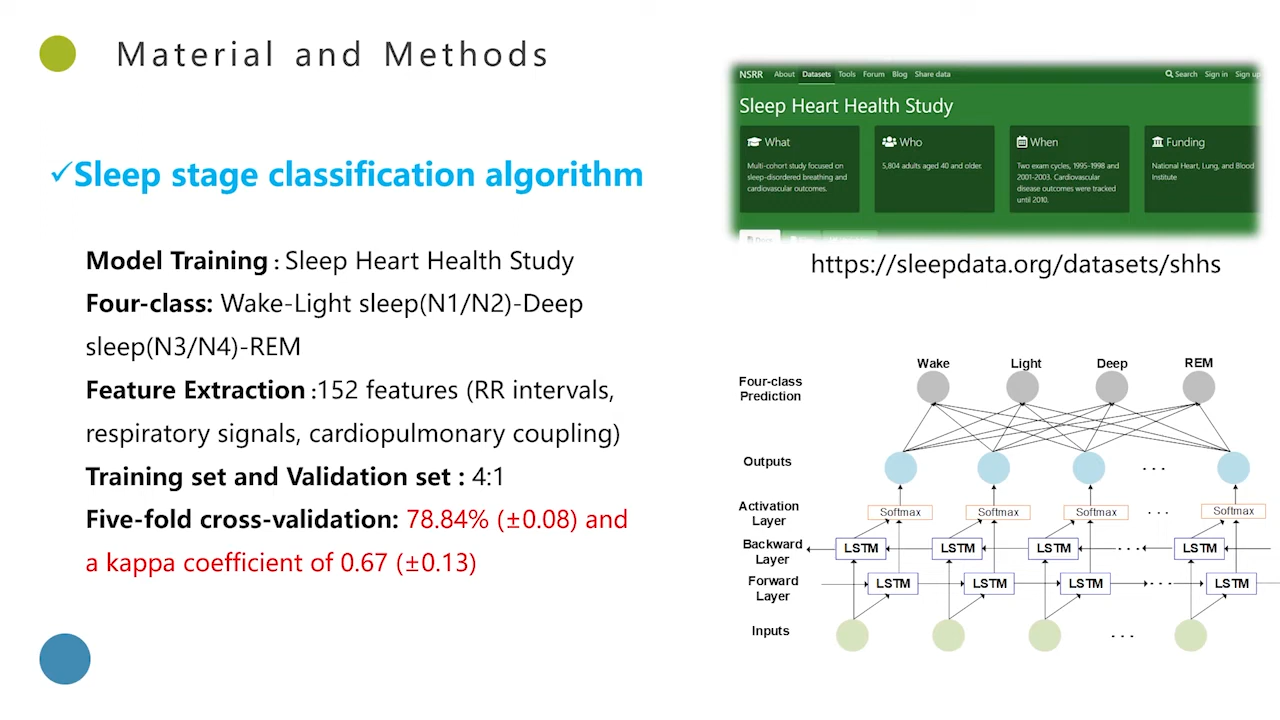 Material and Methods
✓Sleep stage classification algorithm
Model Training : Sleep Heart Health Study
Four-class: Wake-Light sleep(N1/N2)-Deep
sleep(N3/N4)-REM
Feature Extraction :152 features (RR intervals,
respiratory signals, cardiopulmonary coupling)
Training set and Validation set : 4:1
Five-fold cross-validation: 78.84% (±0.08) and
a kappa coefficient of 0.67 (±0.13)
NSRR About Datasets Tools Forum Blog Share data Search Sign in Sign up
Sleep Heart Health Study
What
Multi-cohort study focused on
sleep-disordered breathing and
cardiovascular outcomes.
Who
5,804 adults aged 40 and older.
When
Two exam cycles, 1995-1998 and
2001-2003. Cardiovascular
disease outcomes were tracked
until 2010.
Funding
National Heart, Lung, and Blood
Institute
https://sleepdata.org/datasets/shhs
Wake Light Deep REM
Four-class
Prediction
Outputs
. . .
Activation
Layer
Softmax Softmax Softmax . . . Softmax
Backward
Layer
LSTM LSTM LSTM . . . LSTM
Forward
Layer
LSTM LSTM LSTM . . . LSTM
Inputs
. . .